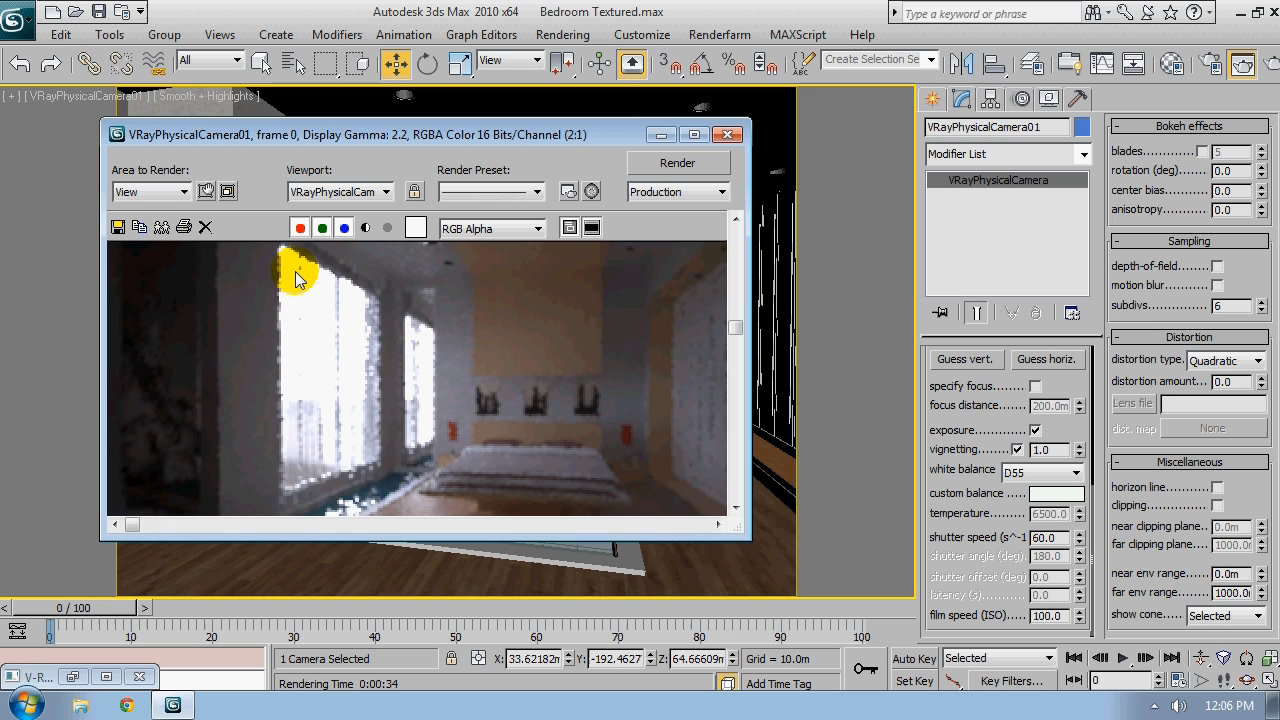 Autodesk 3ds Max 2010 x64 Bedroom Textured.max
Type a keyword or phrase
Edit Tools Group Views Create Modifiers Animation Graph Editors Rendering Customize Renderfarm MAXScript Help
All View 3 Create Selection Se
[ + ] [ VRayPhysicalCamera01 ] [ Smooth + Highlights ]
VRayPhysicalCamera01, frame 0, Display Gamma: 2.2, RGBA Color 16 Bits/Channel (2:1)
Area to Render: Viewport: Render Preset: Render
View VRayPhysicalCam Production
RGB Alpha
VRayPhysicalCamera01
Modifier List
VRayPhysicalCamera
Guess vert. Guess horiz.
specify focus
focus distance 200.0m
exposure
vignetting 1.0
white balance D55
custom balance
temperature 6500.0
shutter speed (s^-1 60.0
shutter angle (deg) 180.0
shutter offset (deg) 0.0
latency (s) 0.0
film speed (ISO) 100.0
Bokeh effects
blades 5
rotation (deg) 0.0
center bias 0.0
anisotropy 0.0
Sampling
depth-of-field
motion blur
subdivs 6
Distortion
distortion type. Quadratic
distortion amount 0.0
Lens file
dist. map None
Miscellaneous
horizon line
clipping
near clipping plane 0.0m
far clipping plane 1000.0
near env range 0.0m
far env range 1000.0
show cone Selected
0 / 100
0 10 20 30 40 50 60 70 80 90 100
1 Camera Selected X: 33.62182m Y: -192.4627 Z: 64.66609m Grid = 10.0m Auto Key Selected
V-R... Rendering Time 0:00:34 Add Time Tag Set Key Key Filters... 0
12:06 PM